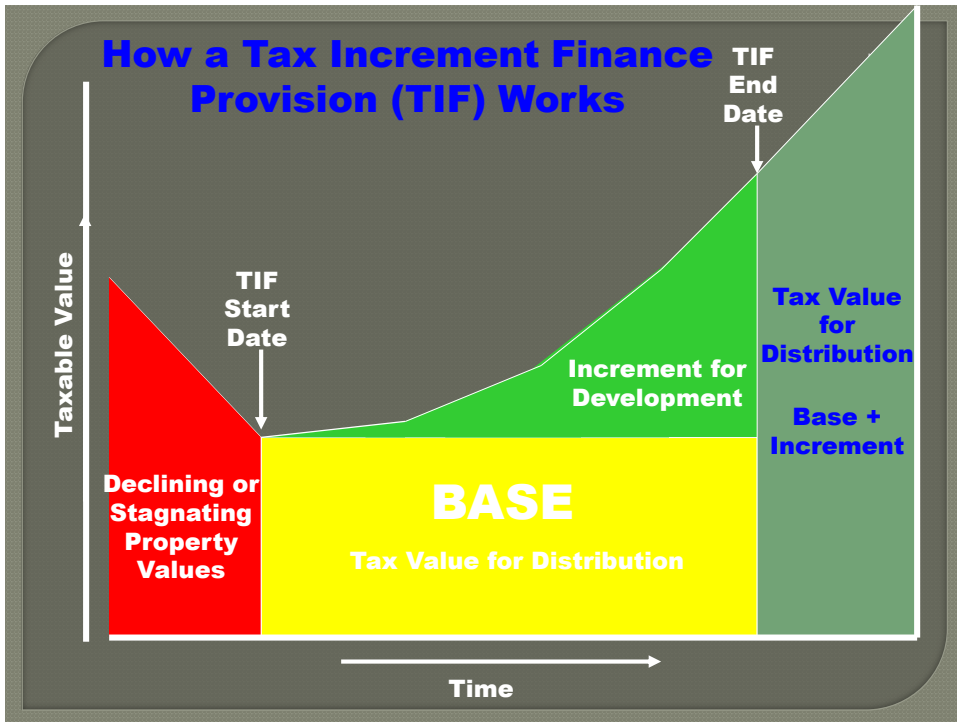 How a Tax Increment Finance
Provision (TIF) Works
TIF
End
Date
Taxable Value
TIF
Start
Date
Tax Value
for
Distribution
Increment for
Development
Base +
Increment
Declining or
Stagnating
Property
Values
BASE
Tax Value for Distribution
Time